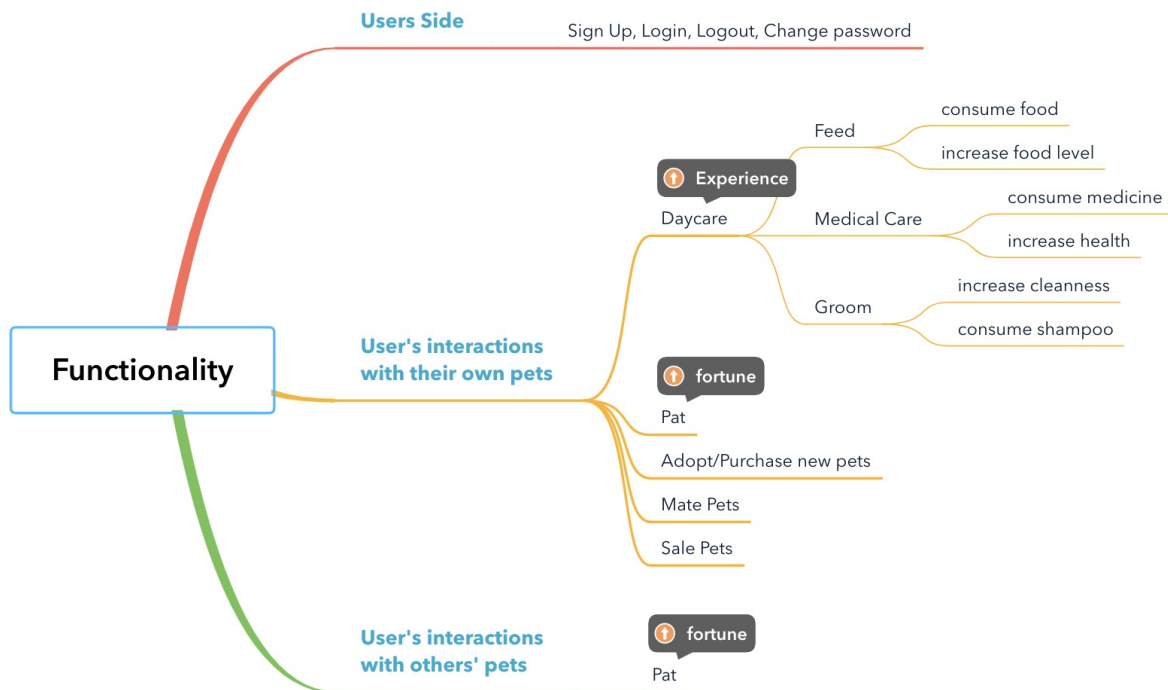 Users Side
Sign Up, Login, Logout, Change password
consume food
Feed
increase food level
Experience
Daycare
consume medicine
Medical Care
increase health
increase cleanness
Groom
consume shampoo
Functionality
User's interactions
with their own pets
fortune
Pat
Adopt/Purchase new pets
Mate Pets
Sale Pets
User's interactions
with others' pets
fortune
Pat